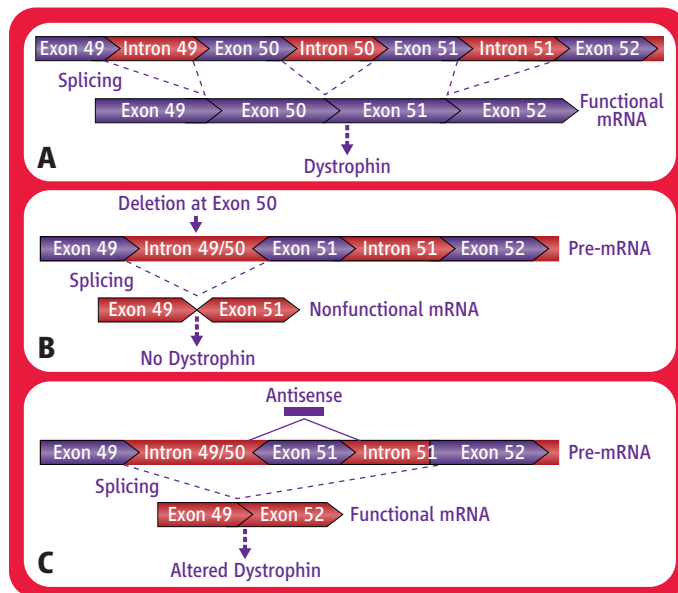 Exon 49 Intron 49 Exon 50 Intron 50 Exon 51 Intron 51 Exon 52
Splicing
Exon 49 Exon 50 Exon 51 Exon 52
Functional
mRNA
Dystrophin
A
Deletion at Exon 50
Exon 49 Intron 49/50 Exon 51 Intron 51 Exon 52
Pre-mRNA
Splicing
Exon 49 Exon 51
Nonfunctional mRNA
No Dystrophin
B
Antisense
Exon 49 Intron 49/50 Exon 51 Intron 51 Exon 52
Pre-mRNA
Splicing
Exon 49 Exon 52
Functional mRNA
Altered Dystrophin
C